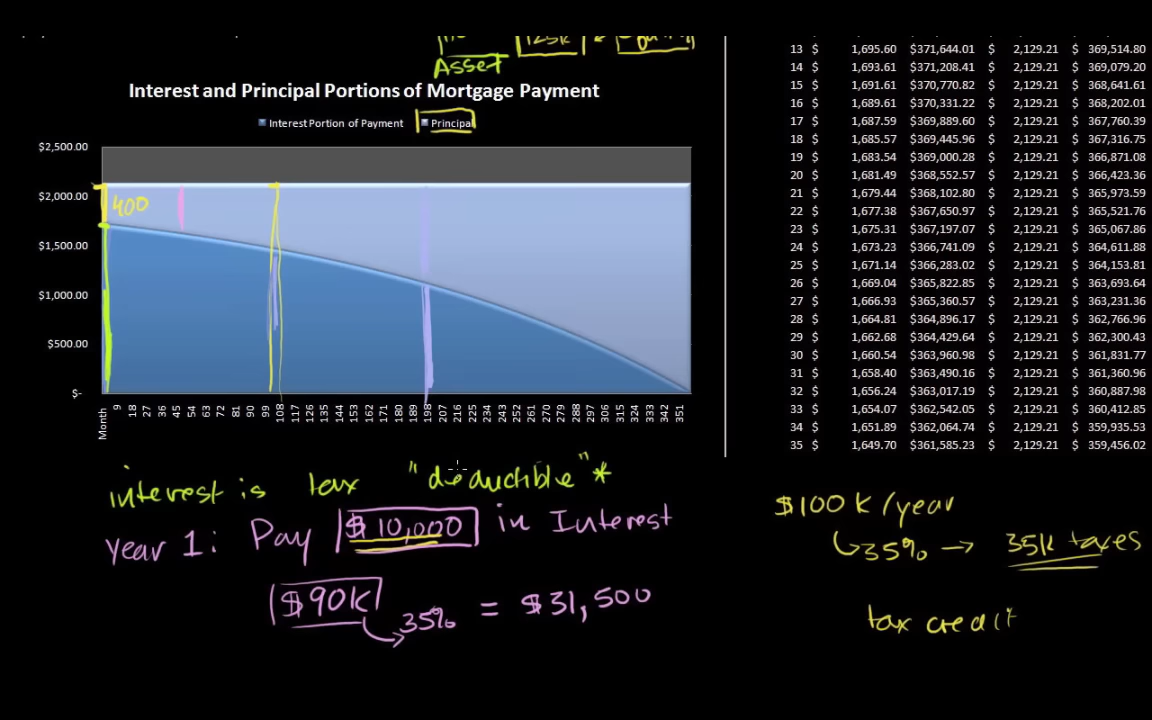 125k
Asset
Interest and Principal Portions of Mortgage Payment
Interest Portion of Payment Principal
$2,500.00
$2,000.00
$1,500.00
$1,000.00
$500.00
$-
400
Month 9 18 27 36 45 54 63 72 81 90 99 108 117 126 135 144 153 162 171 180 189 198 207 216 225 234 243 252 261 270 279 288 297 306 315 324 333 342 351
13 $ 1,695.60 $371,644.01 $ 2,129.21 $ 369,514.80
14 $ 1,693.61 $371,208.41 $ 2,129.21 $ 369,079.20
15 $ 1,691.61 $370,770.82 $ 2,129.21 $ 368,641.61
16 $ 1,689.61 $370,331.22 $ 2,129.21 $ 368,202.01
17 $ 1,687.59 $369,889.60 $ 2,129.21 $ 367,760.39
18 $ 1,685.57 $369,445.96 $ 2,129.21 $ 367,316.75
19 $ 1,683.54 $369,000.28 $ 2,129.21 $ 366,871.08
20 $ 1,681.49 $368,552.57 $ 2,129.21 $ 366,423.36
21 $ 1,679.44 $368,102.80 $ 2,129.21 $ 365,973.59
22 $ 1,677.38 $367,650.97 $ 2,129.21 $ 365,521.76
23 $ 1,675.31 $367,197.07 $ 2,129.21 $ 365,067.86
24 $ 1,673.23 $366,741.09 $ 2,129.21 $ 364,611.88
25 $ 1,671.14 $366,283.02 $ 2,129.21 $ 364,153.81
26 $ 1,669.04 $365,822.85 $ 2,129.21 $ 363,693.64
27 $ 1,666.93 $365,360.57 $ 2,129.21 $ 363,231.36
28 $ 1,664.81 $364,896.17 $ 2,129.21 $ 362,766.96
29 $ 1,662.68 $364,429.64 $ 2,129.21 $ 362,300.43
30 $ 1,660.54 $363,960.98 $ 2,129.21 $ 361,831.77
31 $ 1,658.40 $363,490.16 $ 2,129.21 $ 361,360.96
32 $ 1,656.24 $363,017.19 $ 2,129.21 $ 360,887.98
33 $ 1,654.07 $362,542.05 $ 2,129.21 $ 360,412.85
34 $ 1,651.89 $362,064.74 $ 2,129.21 $ 359,935.53
35 $ 1,649.70 $361,585.23 $ 2,129.21 $ 359,456.02
interest is tax "deductible"*
year 1: Pay $10,000 in Interest
$90K 35% = $31,500
$100K/year
35% → 35K taxes
tax credit